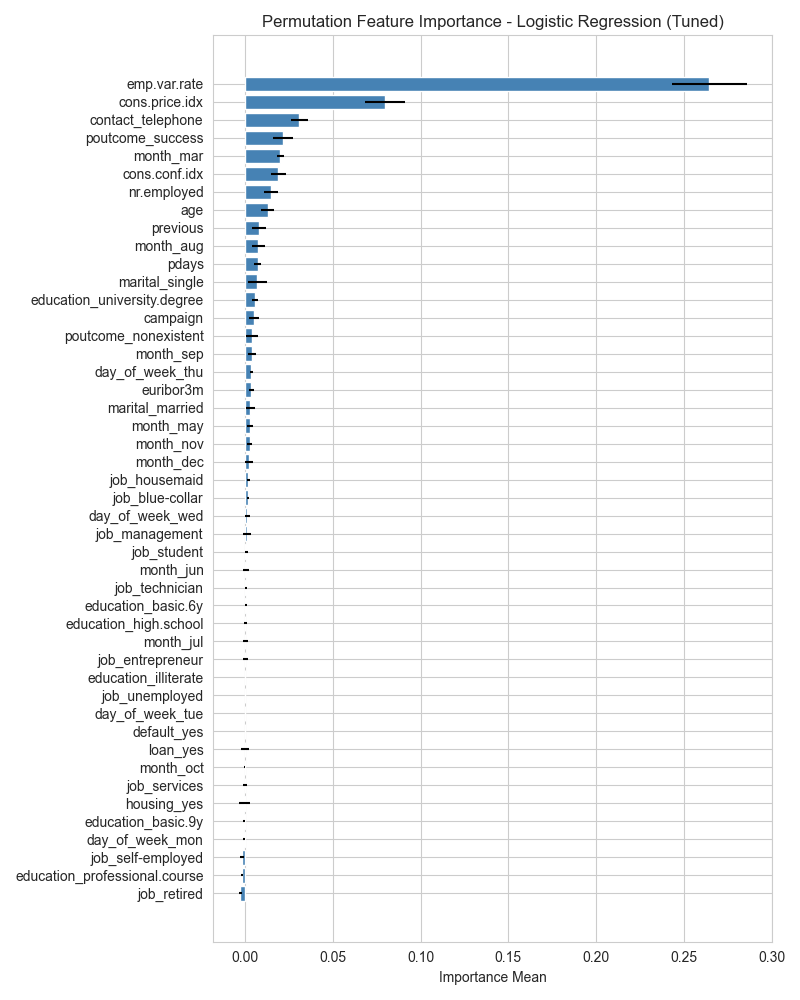 Permutation Feature Importance - Logistic Regression (Tuned)
emp.var.rate
cons.price.idx
contact_telephone
poutcome_success
month_mar
cons.conf.idx
nr.employed
age
previous
month_aug
pdays
marital_single
education_university.degree
campaign
poutcome_nonexistent
month_sep
day_of_week_thu
euribor3m
marital_married
month_may
month_nov
month_dec
job_housemaid
job_blue-collar
day_of_week_wed
job_management
job_student
month_jun
job_technician
education_basic.6y
education_high.school
month_jul
job_entrepreneur
education_illiterate
job_unemployed
day_of_week_tue
default_yes
loan_yes
month_oct
job_services
housing_yes
education_basic.9y
day_of_week_mon
job_self-employed
education_professional.course
job_retired
0.00 0.05 0.10 0.15 0.20 0.25 0.30
Importance Mean